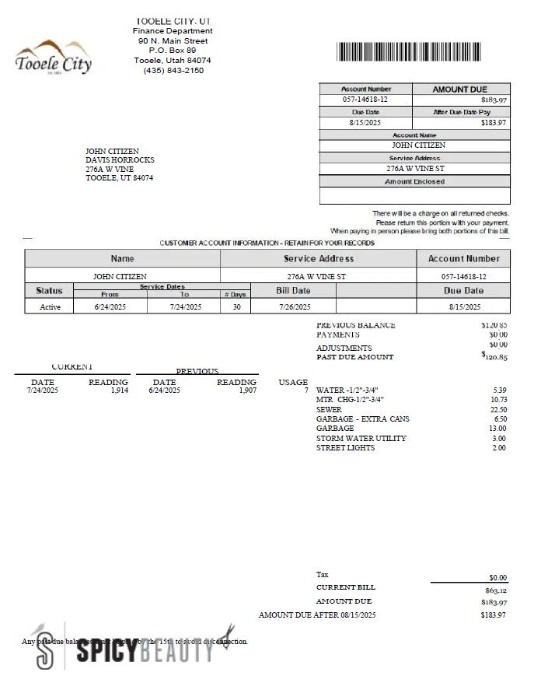 TOOELE CITY, UT
Finance Department
90 N. Main Street
P.O. Box 89
Tooele, Utah 84074
(435) 843-2150
Tooele City
Account Number AMOUNT DUE
057-14618-12 $183.97
Due Date After Due Date Pay
8/15/2025 $183.97
Account Name
JOHN CITIZEN
Service Address
276A W VINE ST
Amount Enclosed
JOHN CITIZEN
DAVIS HORROCKS
276A W VINE
TOOELE, UT 84074
There will be a charge on all returned checks.
Please return this portion with your payment.
When paying in person please bring both portions of this bill.
CUSTOMER ACCOUNT INFORMATION - RETAIN FOR YOUR RECORDS
Name Service Address Account Number
JOHN CITIZEN 276A W VINE ST 057-14618-12
Status Service Dates Bill Date Due Date
From To # Days
Active 6/24/2025 7/24/2025 30 7/26/2025 8/15/2025
PREVIOUS BALANCE $120.85
PAYMENTS $0.00
ADJUSTMENTS $0.00
PAST DUE AMOUNT $120.85
CURRENT PREVIOUS
DATE READING DATE READING USAGE
7/24/2025 1,914 6/24/2025 1,907 7
WATER -1/2"-3/4" 5.39
MTR CHG-1/2"-3/4" 10.73
SEWER 22.50
GARBAGE - EXTRA CANS 6.50
GARBAGE 13.00
STORM WATER UTILITY 3.00
STREET LIGHTS 2.00
Tax $0.00
CURRENT BILL $63.12
AMOUNT DUE $183.97
AMOUNT DUE AFTER 08/15/2025 $183.97
Any past due balance must be paid by the 15th to avoid disconnection.
SPICYBEAUTY